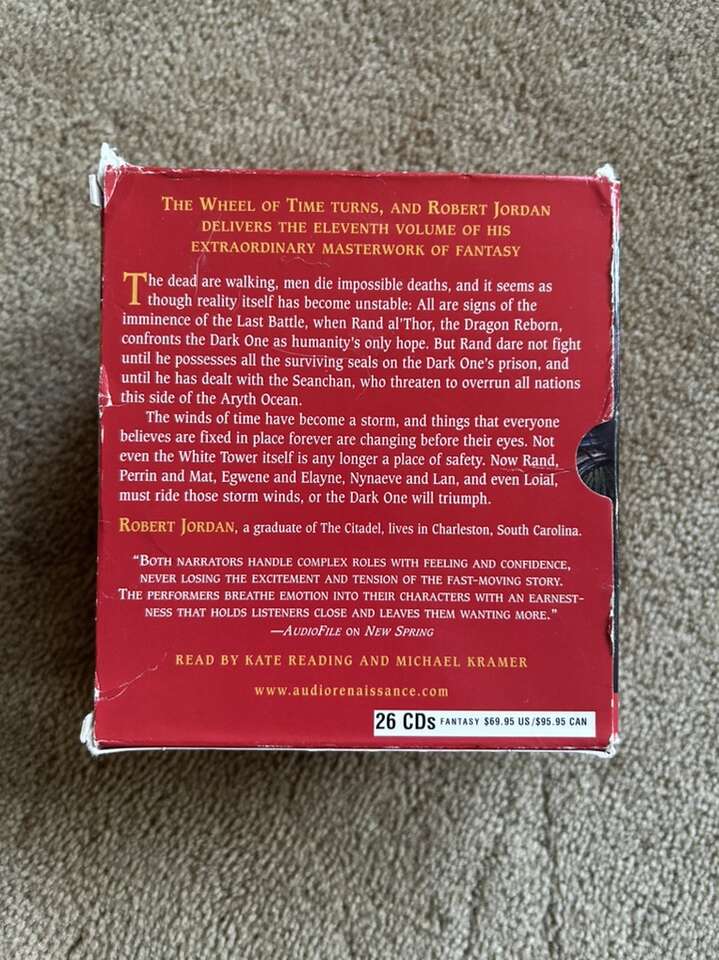 The Wheel of Time turns, and Robert Jordan
delivers the eleventh volume of his
extraordinary masterwork of fantasy
The dead are walking, men die impossible deaths, and it seems as
though reality itself has become unstable: All are signs of the
imminence of the Last Battle, when Rand al'Thor, the Dragon Reborn,
confronts the Dark One as humanity's only hope. But Rand dare not fight
until he possesses all the surviving seals on the Dark One's prison, and
until he has dealt with the Seanchan, who threaten to overrun all nations
this side of the Aryth Ocean.
The winds of time have become a storm, and things that everyone
believes are fixed in place forever are changing before their eyes. Not
even the White Tower itself is any longer a place of safety. Now Rand,
Perrin and Mat, Egwene and Elayne, Nynaeve and Lan, and even Loial,
must ride those storm winds, or the Dark One will triumph.
Robert Jordan, a graduate of The Citadel, lives in Charleston, South Carolina.
"Both narrators handle complex roles with feeling and confidence,
never losing the excitement and tension of the fast-moving story.
The performers breathe emotion into their characters with an earnest-
ness that holds listeners close and leaves them wanting more."
—AudioFile on New Spring
READ BY KATE READING AND MICHAEL KRAMER
www.audiorenaissance.com
26 CDs FANTASY $69.95 US/$95.95 CAN